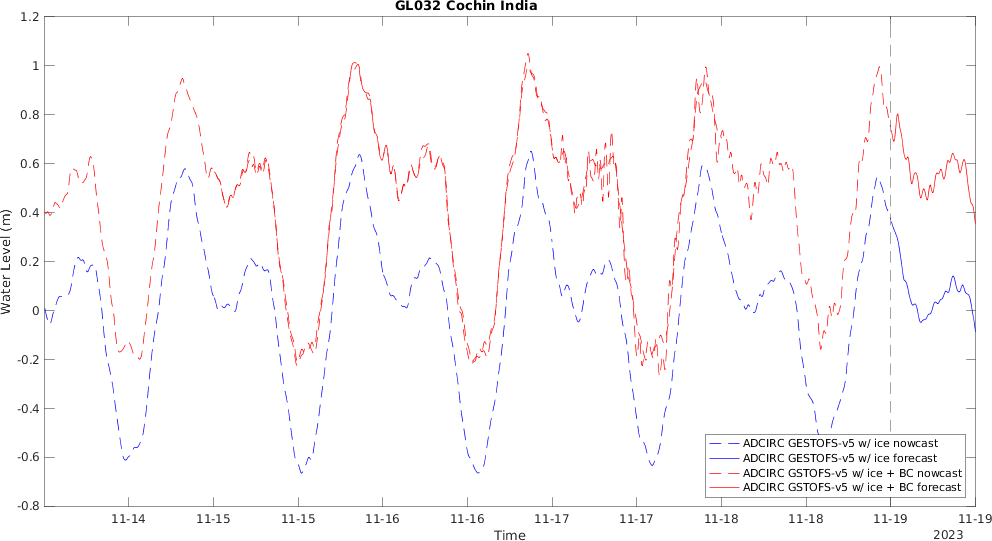 GL032 Cochin India
Water Level (m)
1.2
1
0.8
0.6
0.4
0.2
0
-0.2
-0.4
-0.6
-0.8
ADCIRC GESTOFS-v5 w/ ice nowcast
ADCIRC GESTOFS-v5 w/ ice forecast
ADCIRC GSTOFS-v5 w/ ice + BC nowcast
ADCIRC GSTOFS-v5 w/ ice + BC forecast
11-14 11-15 11-15 11-16 11-16 11-17 11-17 11-18 11-18 11-19 11-19
Time
2023